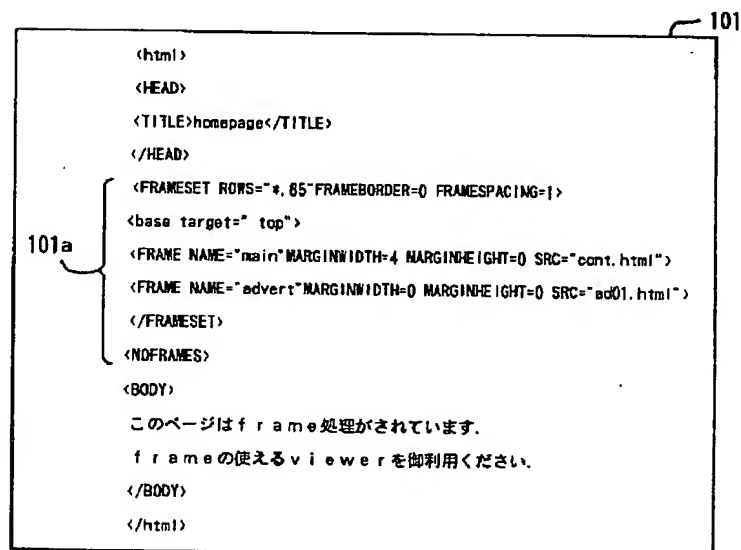 101
<html>
<HEAD>
<TITLE>homepage</TITLE>
</HEAD>
101a
<FRAMESET ROWS="*,85"FRAMEBORDER=0 FRAMESPACING=1>
<base target=" top">
<FRAME NAME="main"MARGINWIDTH=4 MARGINHEIGHT=0 SRC="cont.html">
<FRAME NAME="advert"MARGINWIDTH=0 MARGINHEIGHT=0 SRC="ad01.html">
</FRAMESET>
<NOFRAMES>
<BODY>
このページはframe処理がされています.
frameの使えるviewerを御利用ください.
</BODY>
</html>